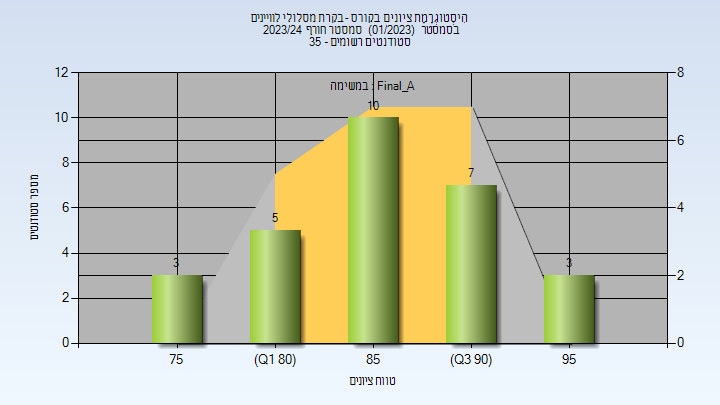 היסטוגרמת ציונים בקורס - בקרת מסלולי לוויינים
בסמסטר (01/2023) סמסטר חורף 2023/24
סטודנטים רשומים - 35
במשימה : Final_A
12
10
8
6
4
2
0
8
6
4
2
0
3
5
10
7
3
75
(Q1 80)
85
(Q3 90)
95
מספר סטודנטים
טווח ציונים